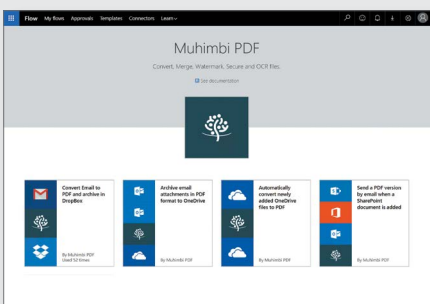 Flow My flows Approvals Templates Connectors Learn
Muhimbi PDF
Convert, Merge, Watermark, Secure and OCR files.
See documentation
Convert Email to
PDF and archive in
DropBox
By Muhimbi PDF
Used 52 times
Archive email
attachments in PDF
format to OneDrive
By Muhimbi PDF
Automatically
convert newly
added OneDrive
files to PDF
By Muhimbi PDF
Send a PDF version
by email when a
SharePoint
document is added
By Muhimbi PDF